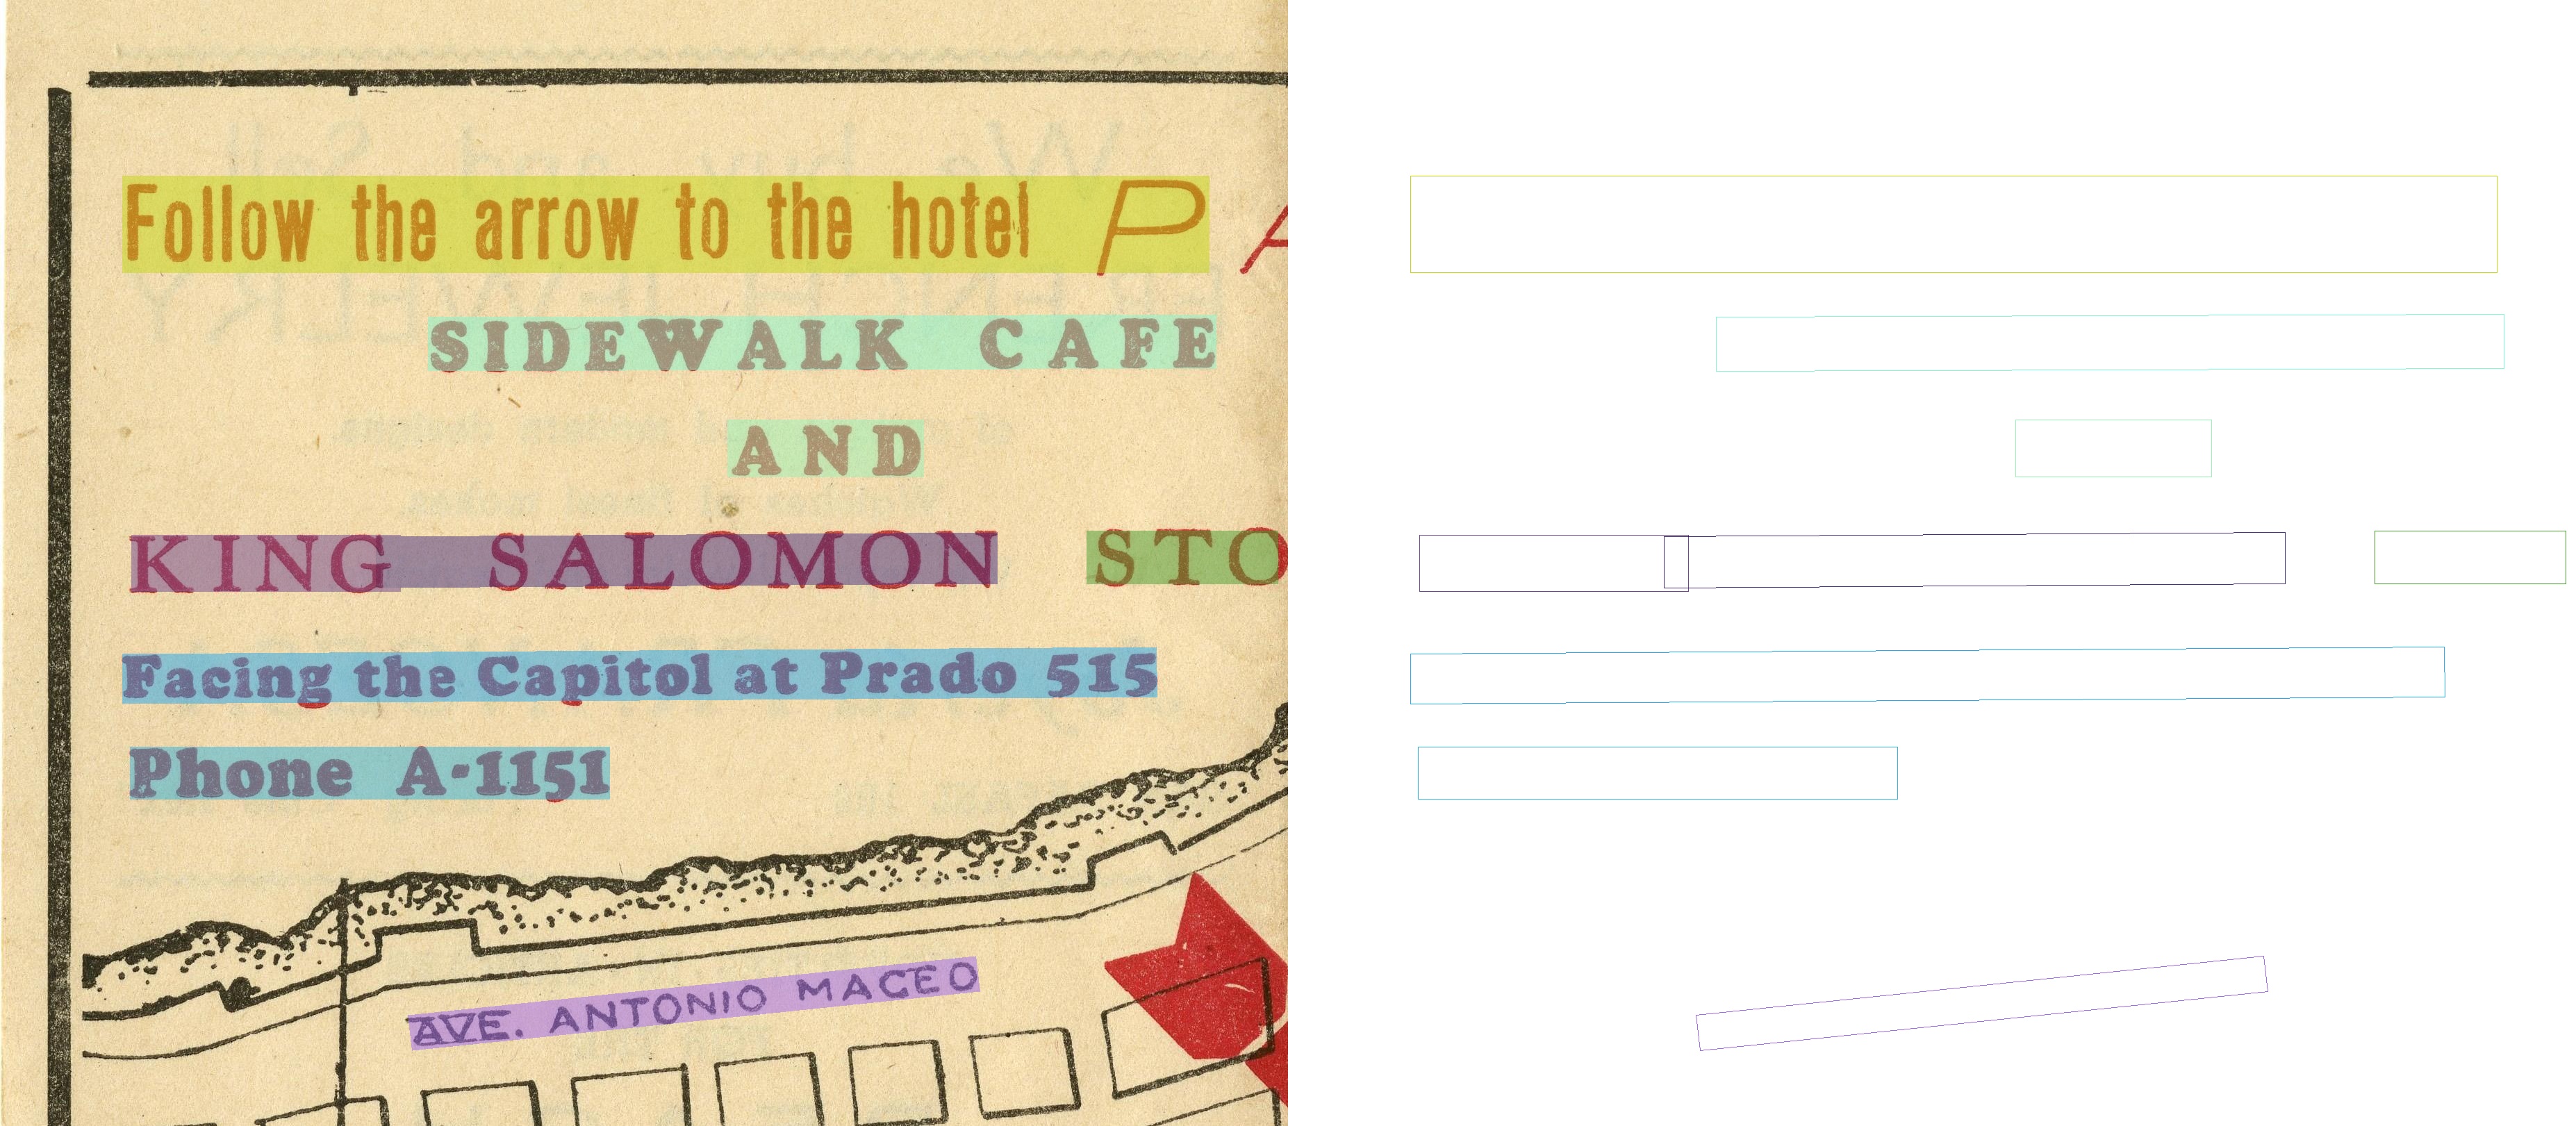 Follow the arrow to the hotel P A
SIDEWALK CAFE
AND
KING SALOMON STO
Facing the Capitol at Prado 515
Phone A-1151
AVE. ANTONIO MACEO